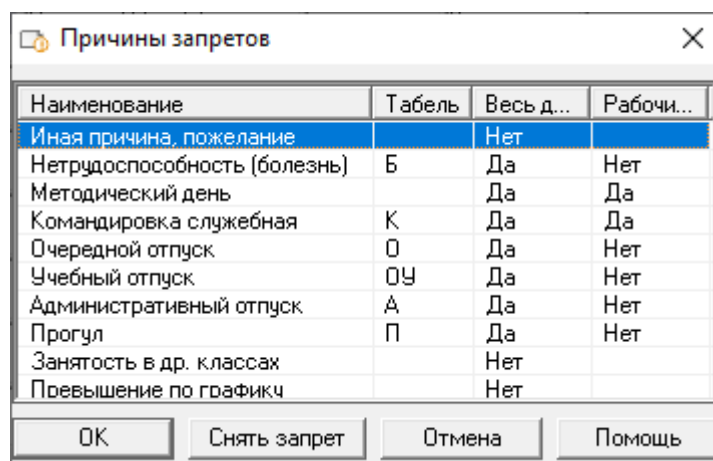 Причины запретов
Наименование Табель Весь д... Рабочи...
Иная причина, пожелание Нет
Нетрудоспособность (болезнь) Б Да Нет
Методический день Да Да
Командировка служебная К Да Да
Очередной отпуск О Да Нет
Учебный отпуск ОУ Да Нет
Административный отпуск А Да Нет
Прогул П Да Нет
Занятость в др. классах Нет
Превышение по графику Нет
OK Снять запрет Отмена Помощь